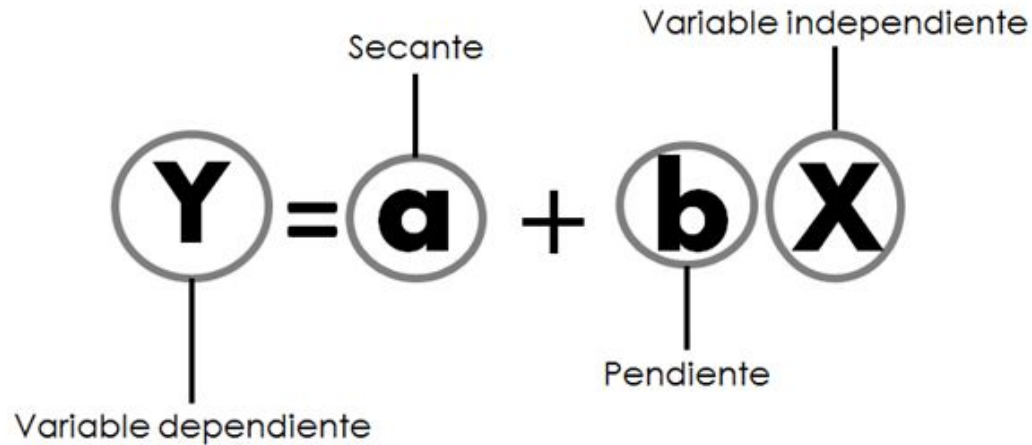 Variable independiente
Secante
Y = a + b X
Pendiente
Variable dependiente